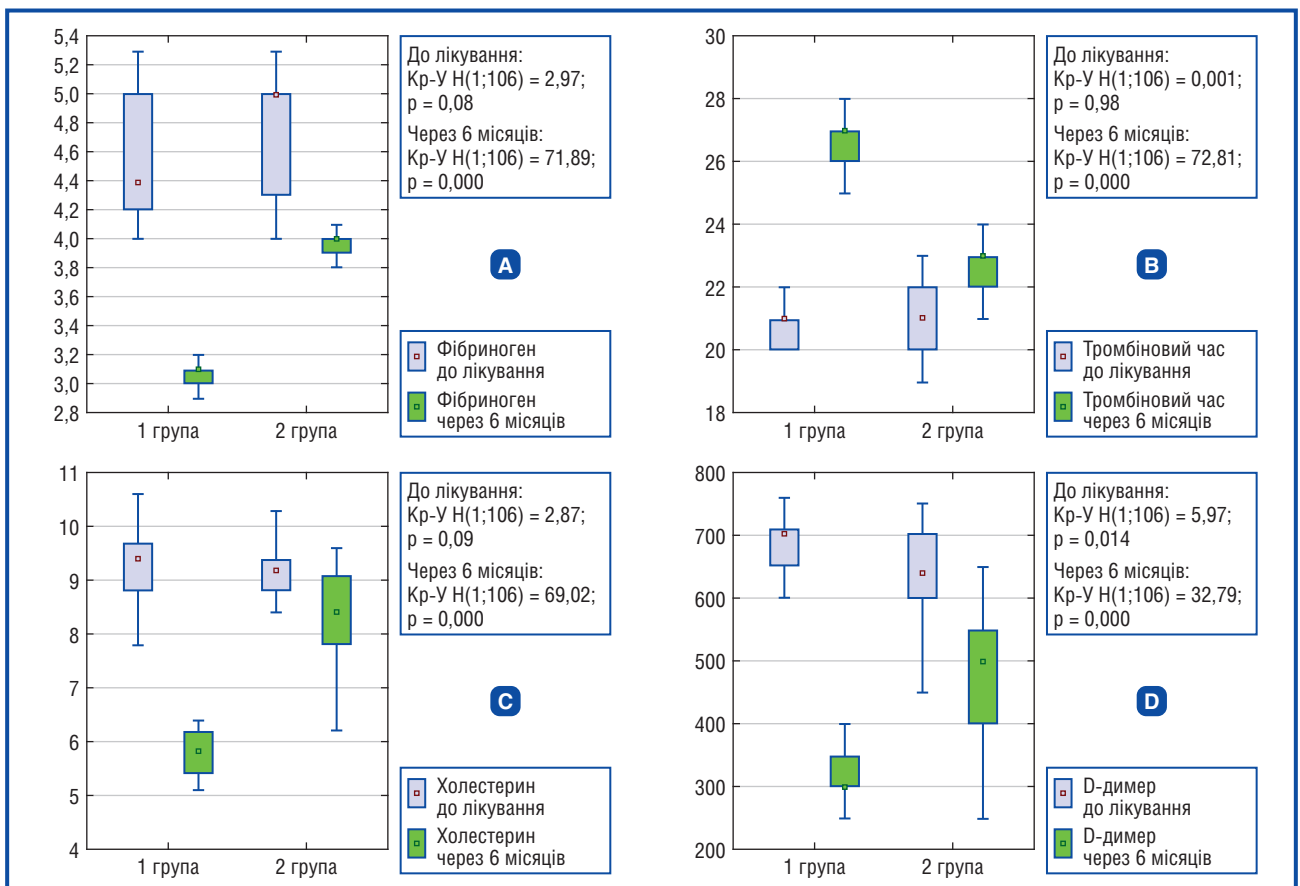 5,4
5,2
5,0
4,8
4,6
4,4
4,2
4,0
3,8
3,6
3,4
3,2
3,0
2,8
1 група
2 група
До лікування:
Кр-У H(1;106) = 2,97;
p = 0,08
Через 6 місяців:
Кр-У H(1;106) = 71,89;
p = 0,000
A
Фібриноген
до лікування
Фібриноген
через 6 місяців
30
28
26
24
22
20
18
1 група
2 група
До лікування:
Кр-У H(1;106) = 0,001;
p = 0,98
Через 6 місяців:
Кр-У H(1;106) = 72,81;
p = 0,000
B
Тромбіновий час
до лікування
Тромбіновий час
через 6 місяців
11
10
9
8
7
6
5
4
1 група
2 група
До лікування:
Кр-У H(1;106) = 2,87;
p = 0,09
Через 6 місяців:
Кр-У H(1;106) = 69,02;
p = 0,000
C
Холестерин
до лікування
Холестерин
через 6 місяців
800
700
600
500
400
300
200
1 група
2 група
До лікування:
Кр-У H(1;106) = 5,97;
p = 0,014
Через 6 місяців:
Кр-У H(1;106) = 32,79;
p = 0,000
D
D-димер
до лікування
D-димер
через 6 місяців